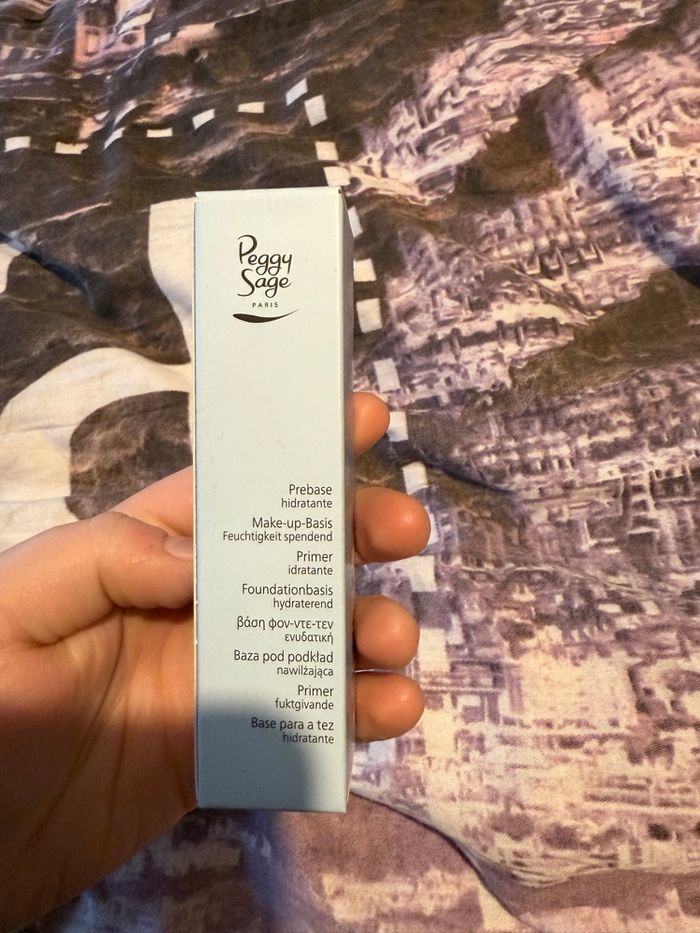 Peggy
Sage
PARIS
Prebase
hidratante
Make-up-Basis
Feuchtigkeit spendend
Primer
idratante
Foundationbasis
hydraterend
βάση φον-ντε-τεν
ενυδατική
Baza pod podkład
nawilżająca
Primer
fuktgivande
Base para a tez
hidratante